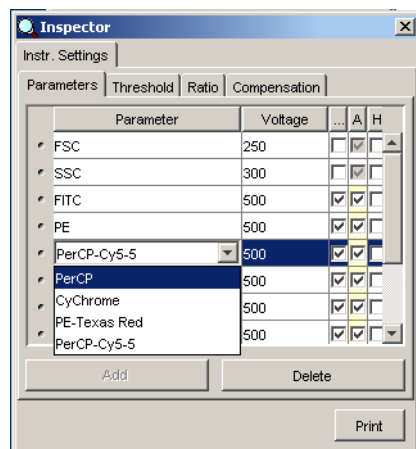 Inspector
Instr. Settings
Parameters Threshold Ratio Compensation
Parameter Voltage ... A H
FSC 250
SSC 300
FITC 500
PE 500
PerCP-Cy5-5 500
PerCP 500
CyChrome 500
PE-Texas Red
PerCP-Cy5-5 500
Add Delete
Print